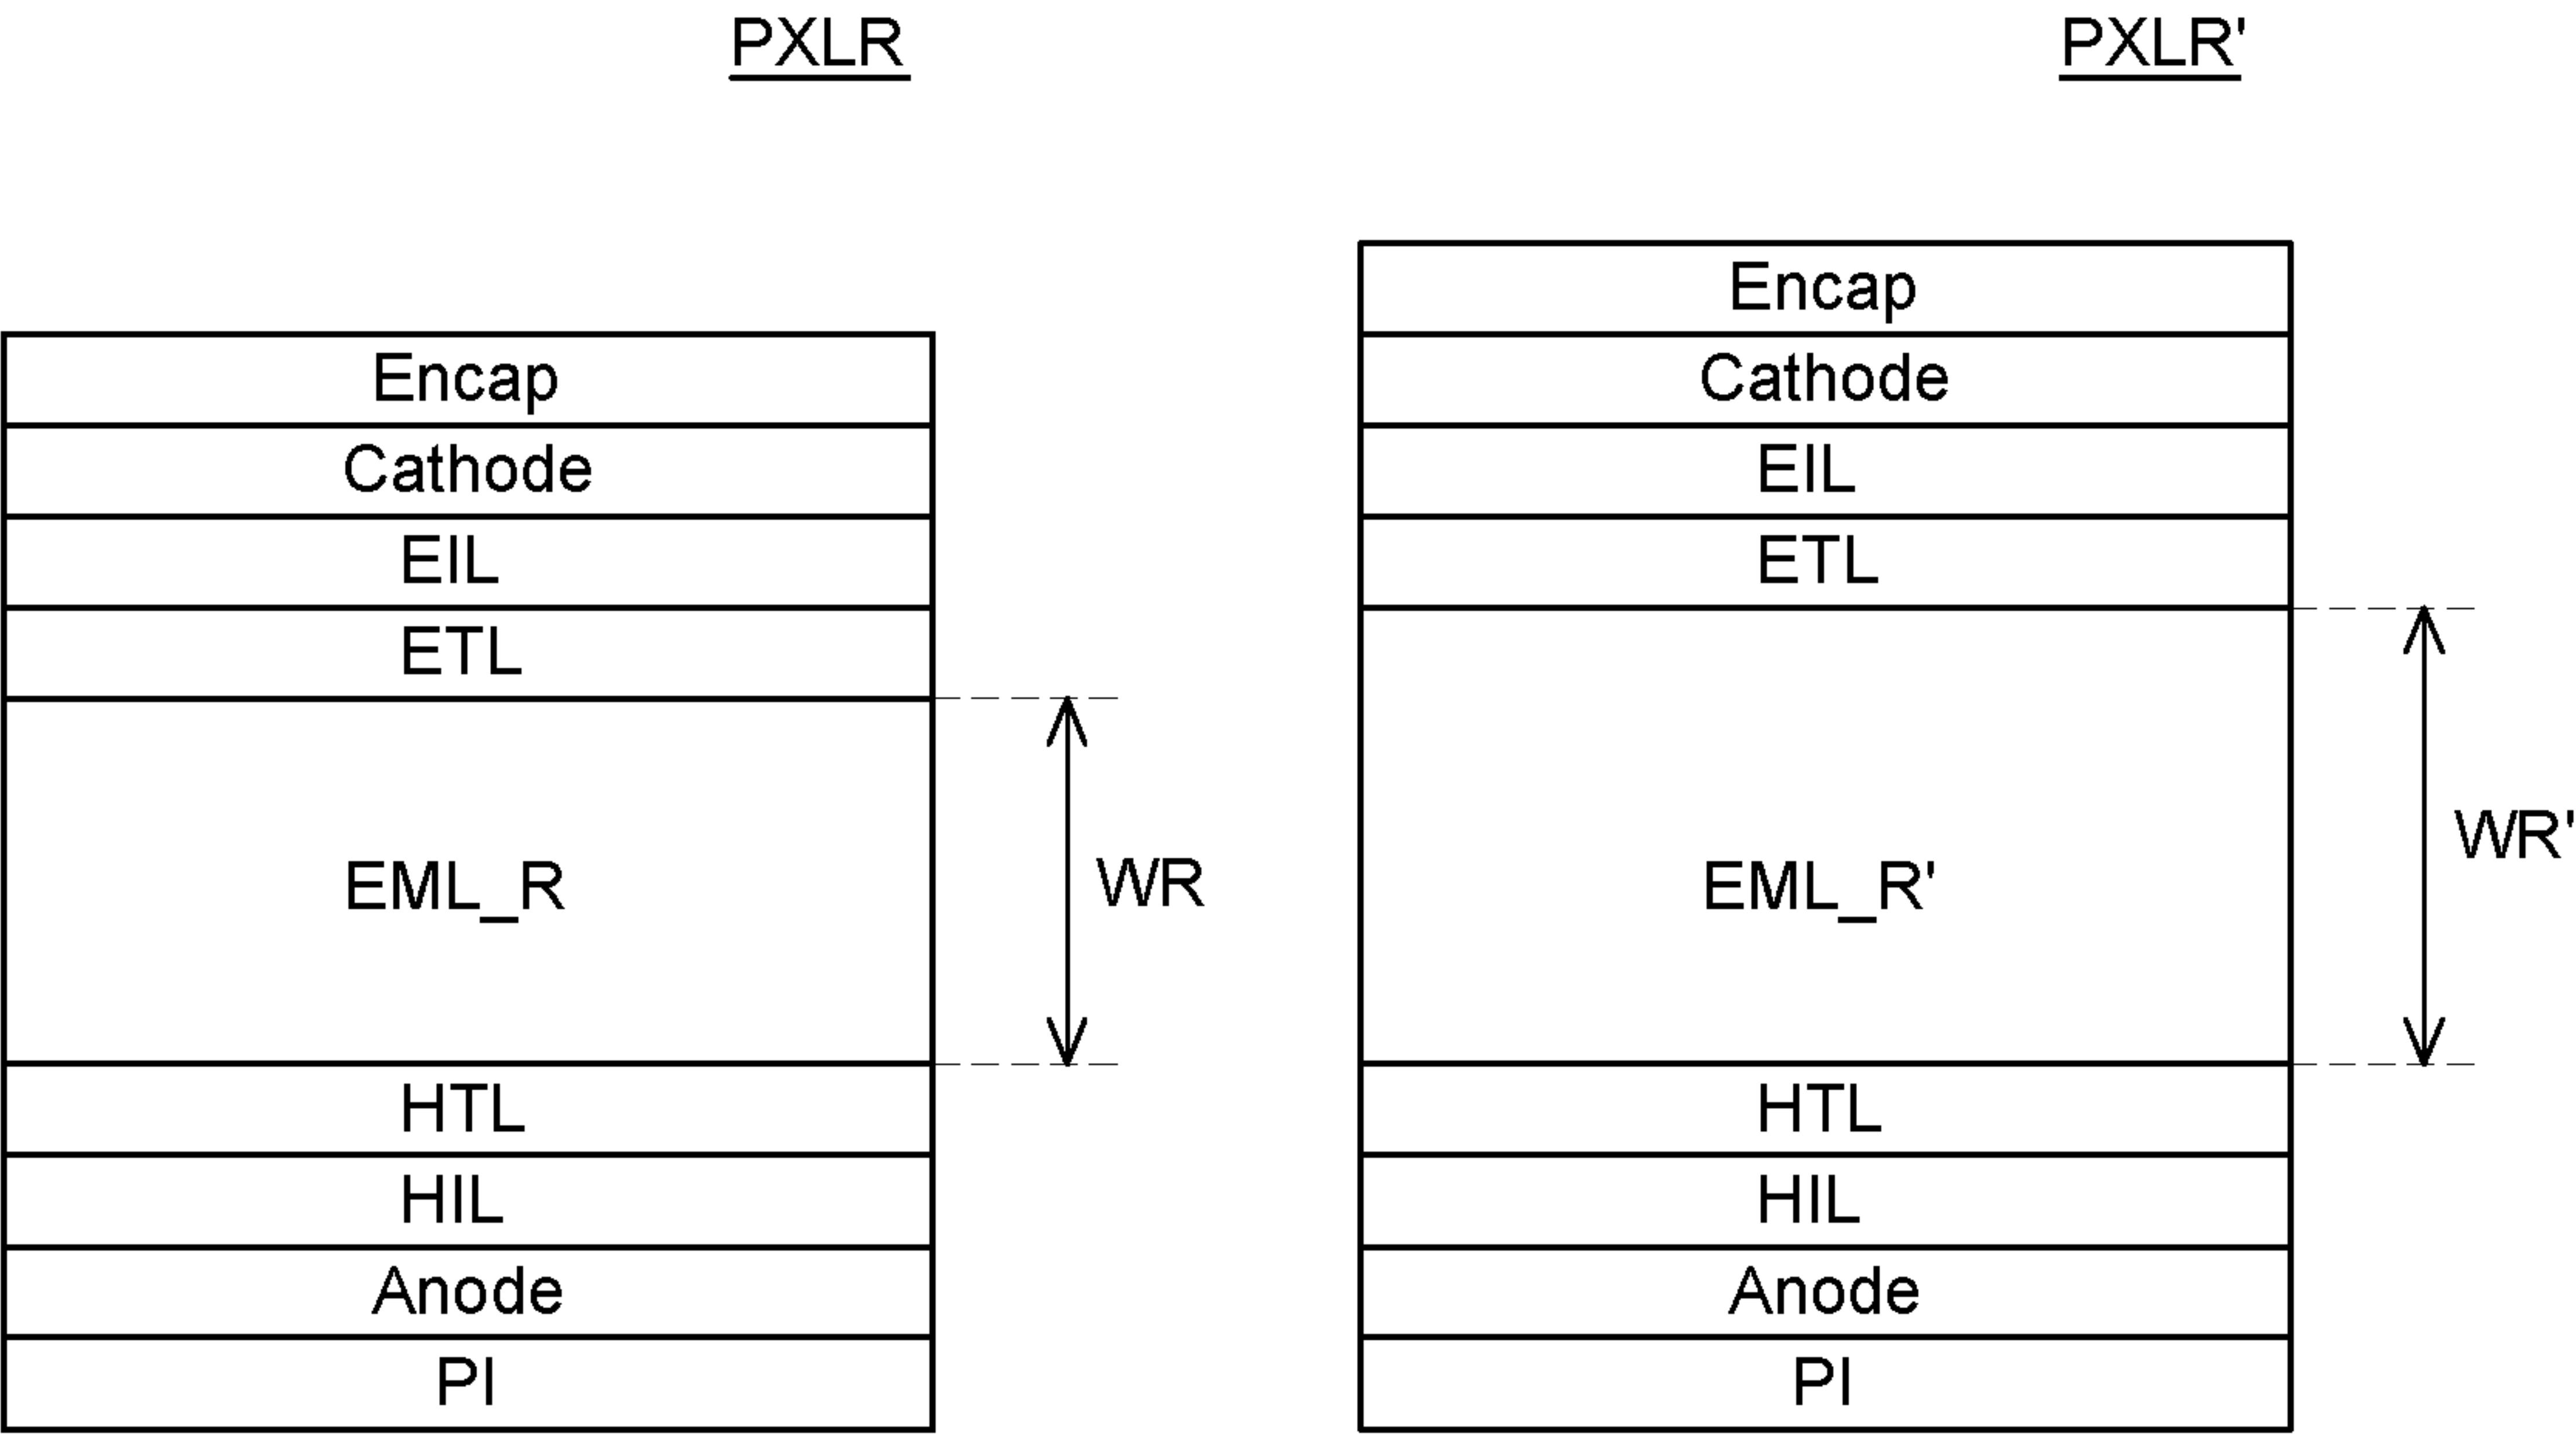 PXLR
Encap
Cathode
EIL
ETL
EML_R
WR
HTL
HIL
Anode
PI
PXLR'
Encap
Cathode
EIL
ETL
EML_R'
WR'
HTL
HIL
Anode
PI